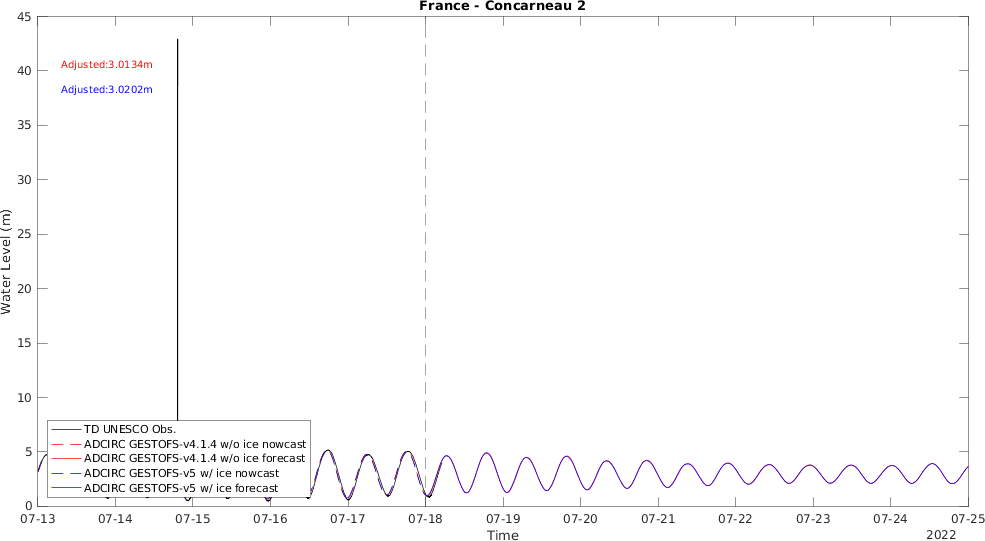 France - Concarneau 2
45
40
35
30
25
20
15
10
5
0
Water Level (m)
Adjusted:3.0134m
Adjusted:3.0202m
TD UNESCO Obs.
ADCIRC GESTOFS-v4.1.4 w/o ice nowcast
ADCIRC GESTOFS-v4.1.4 w/o ice forecast
ADCIRC GESTOFS-v5 w/ ice nowcast
ADCIRC GESTOFS-v5 w/ ice forecast
07-13 07-14 07-15 07-16 07-17 07-18 07-19 07-20 07-21 07-22 07-23 07-24 07-25
Time
2022